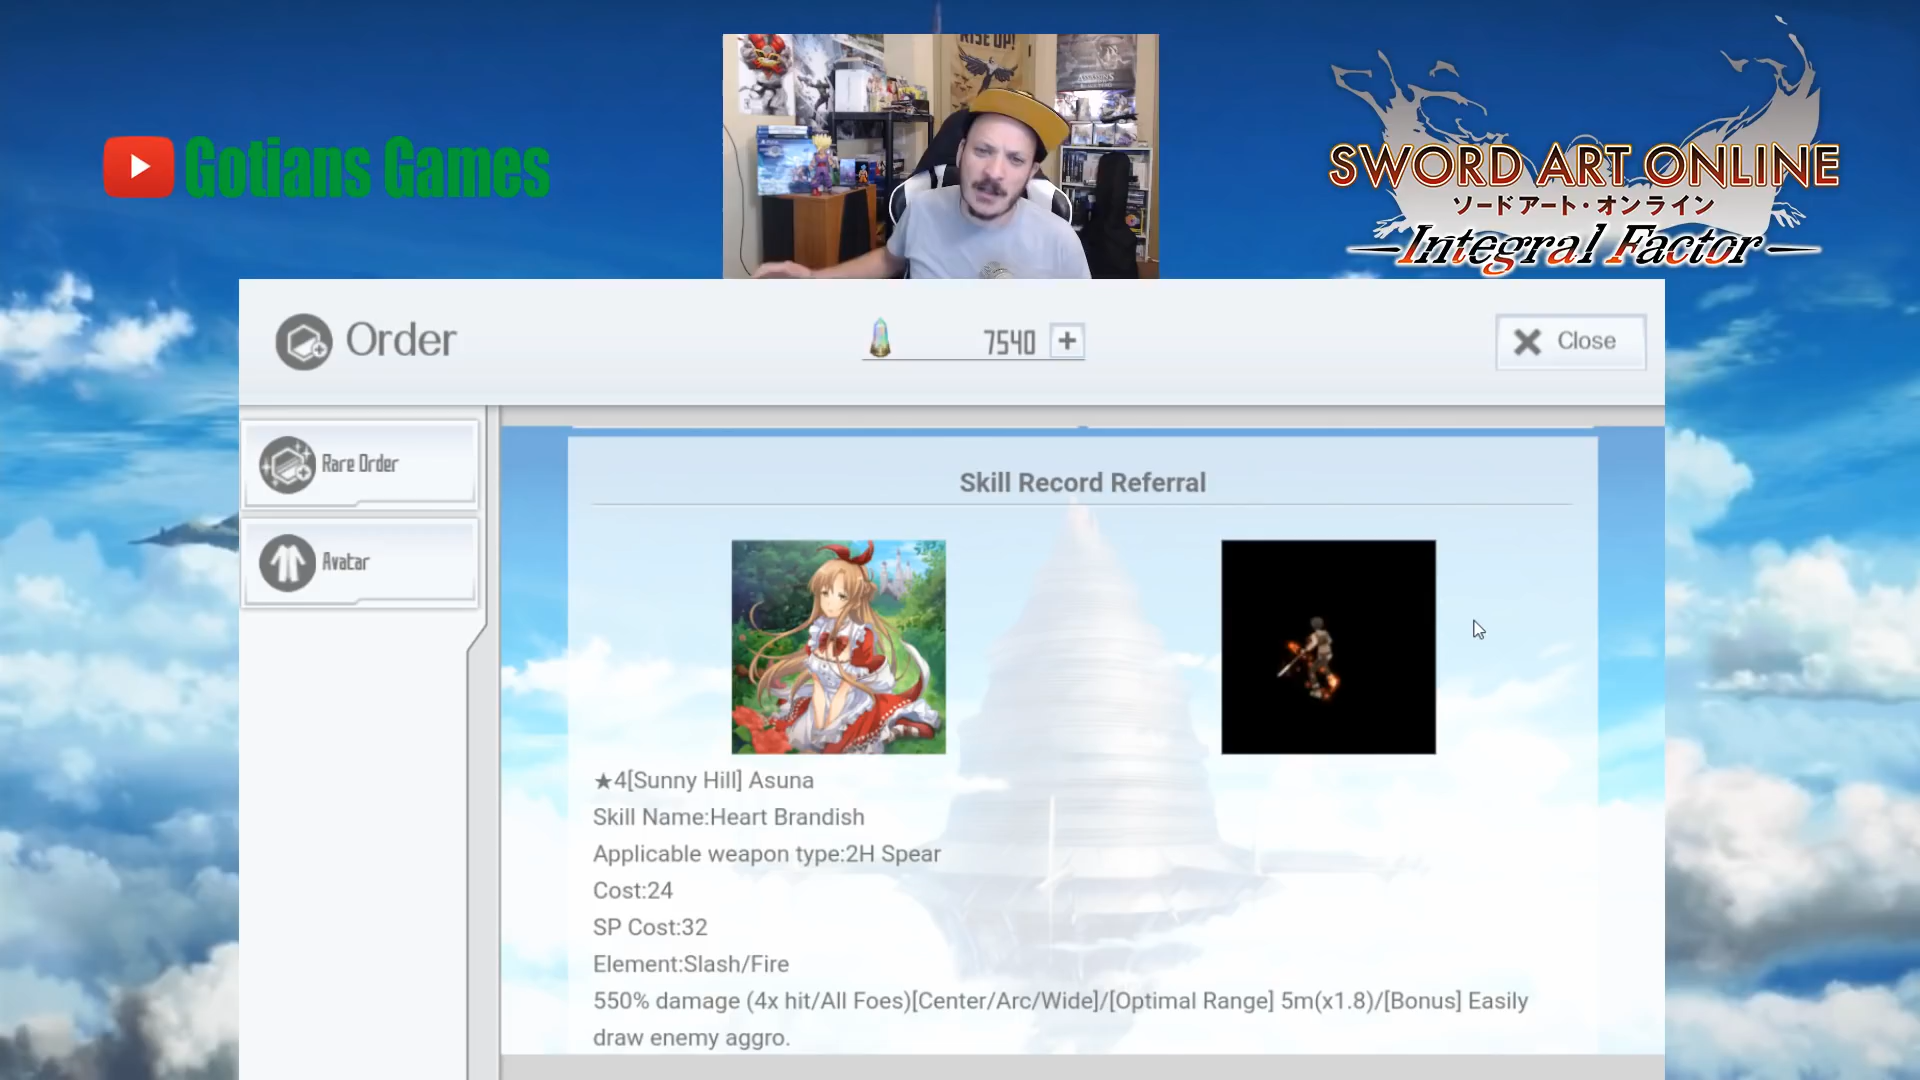 RISE UP!
Gotians Games
SWORD ART ONLINE
ソードアート・オンライン
Integral Factor
Order
7540
Close
Rare Order
Avatar
Skill Record Referral
★4[Sunny Hill] Asuna
Skill Name:Heart Brandish
Applicable weapon type:2H Spear
Cost:24
SP Cost:32
Element:Slash/Fire
550% damage (4x hit/All Foes)[Center/Arc/Wide]/[Optimal Range] 5m(x1.8)/[Bonus] Easily
draw enemy aggro.